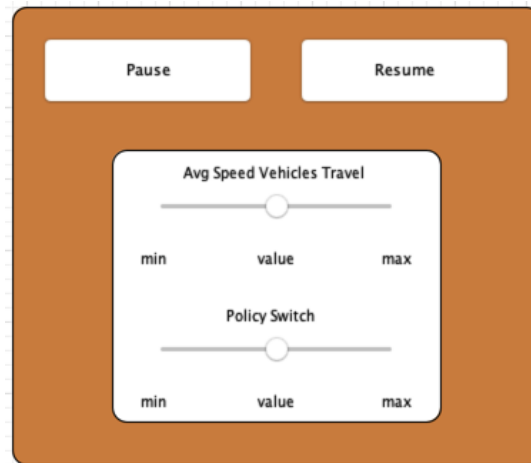 Pause Resume
Avg Speed Vehicles Travel
min value max
Policy Switch
min value max